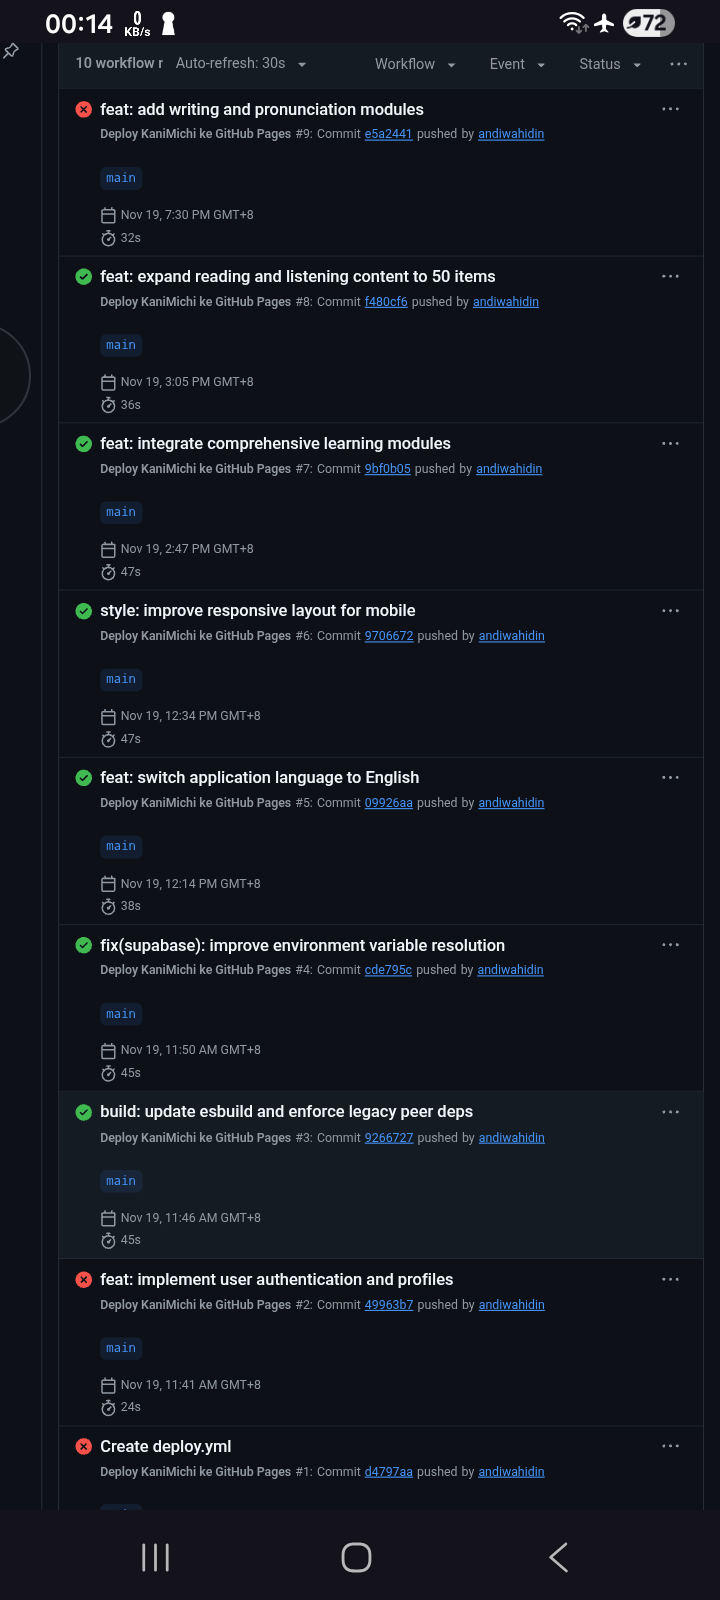 00:14 0 KB/s 72
10 workflow r Auto-refresh: 30s Workflow Event Status
feat: add writing and pronunciation modules
Deploy KaniMichi ke GitHub Pages #9: Commit e5a2441 pushed by andiwahidin
main
Nov 19, 7:30 PM GMT+8
32s
feat: expand reading and listening content to 50 items
Deploy KaniMichi ke GitHub Pages #8: Commit f480cf6 pushed by andiwahidin
main
Nov 19, 3:05 PM GMT+8
36s
feat: integrate comprehensive learning modules
Deploy KaniMichi ke GitHub Pages #7: Commit 9bf0b05 pushed by andiwahidin
main
Nov 19, 2:47 PM GMT+8
47s
style: improve responsive layout for mobile
Deploy KaniMichi ke GitHub Pages #6: Commit 9706672 pushed by andiwahidin
main
Nov 19, 12:34 PM GMT+8
47s
feat: switch application language to English
Deploy KaniMichi ke GitHub Pages #5: Commit 09926aa pushed by andiwahidin
main
Nov 19, 12:14 PM GMT+8
38s
fix(supabase): improve environment variable resolution
Deploy KaniMichi ke GitHub Pages #4: Commit cde795c pushed by andiwahidin
main
Nov 19, 11:50 AM GMT+8
45s
build: update esbuild and enforce legacy peer deps
Deploy KaniMichi ke GitHub Pages #3: Commit 9266727 pushed by andiwahidin
main
Nov 19, 11:46 AM GMT+8
45s
feat: implement user authentication and profiles
Deploy KaniMichi ke GitHub Pages #2: Commit 49963b7 pushed by andiwahidin
main
Nov 19, 11:41 AM GMT+8
24s
Create deploy.yml
Deploy KaniMichi ke GitHub Pages #1: Commit d4797aa pushed by andiwahidin